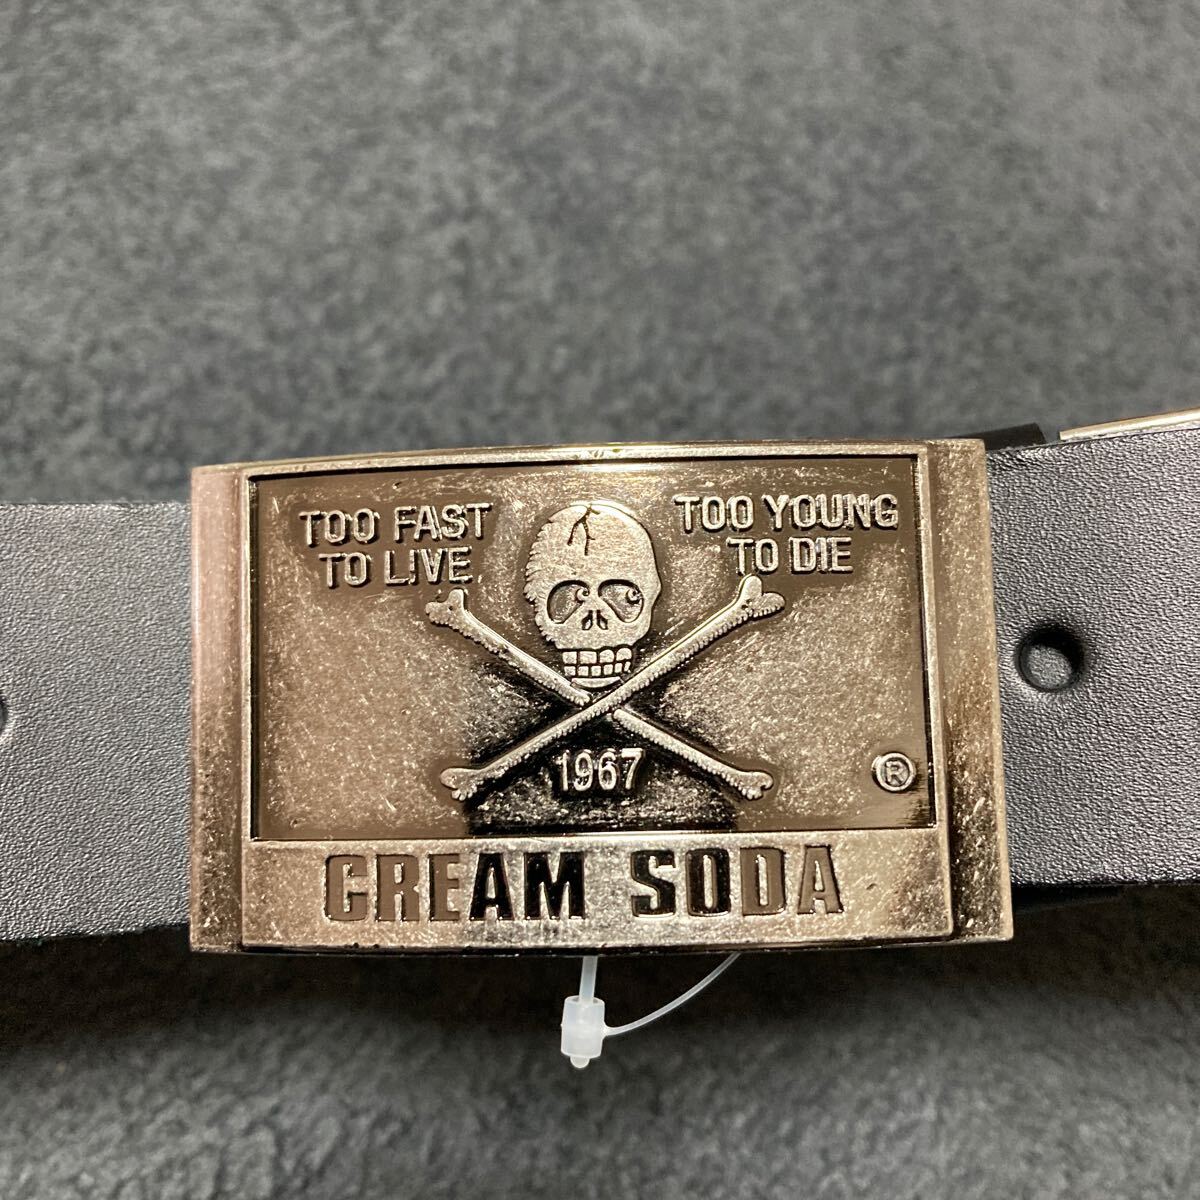 TOO FAST
TO LIVE
TOO YOUNG
TO DIE
1967
®
CREAM SODA